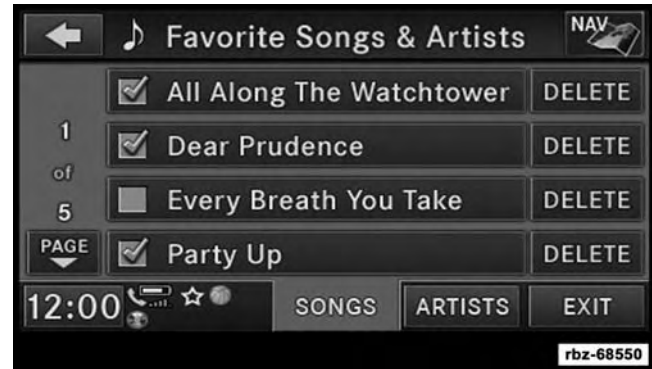 Favorite Songs & Artists
NAV
All Along The Watchtower
DELETE
1
of
5
Dear Prudence
DELETE
Every Breath You Take
DELETE
PAGE
Party Up
DELETE
12:00
SONGS
ARTISTS
EXIT
rbz-68550